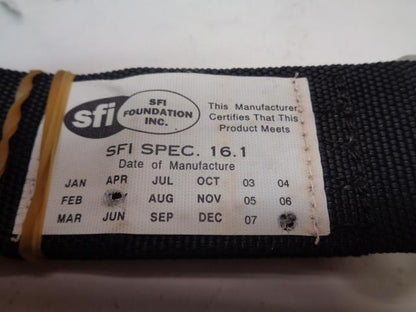 sfi
SFI
FOUNDATION
INC.
This Manufacturer
Certifies That This
Product Meets
SFI SPEC. 16.1
Date of Manufacture
JAN APR JUL OCT 03 04
FEB AUG NOV 05 06
MAR JUN SEP DEC 07